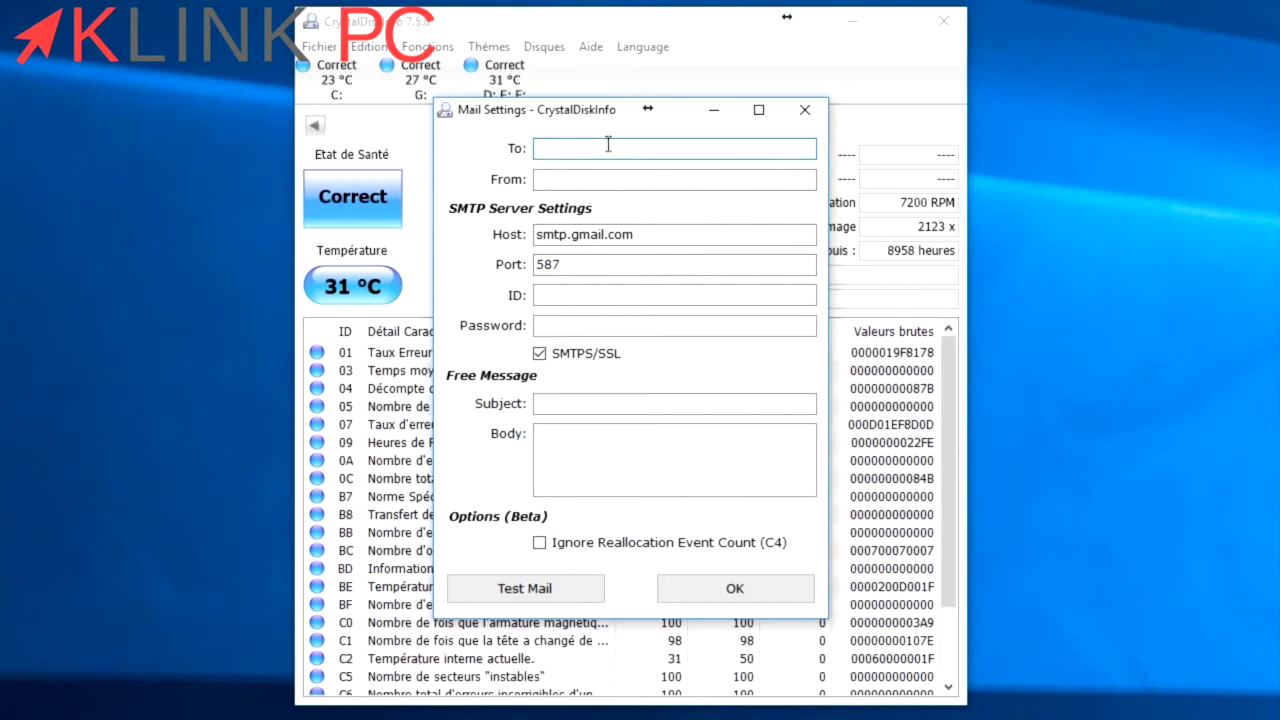 KLINK PC
CrystalDiskInfo 7.5.0
Fichier Edition Fonctions Thèmes Disques Aide Language
Correct Correct Correct
23 °C 27 °C 31 °C
C: G: D: E: F:
Mail Settings - CrystalDiskInfo
To:
From:
SMTP Server Settings
Host: smtp.gmail.com
Port: 587
ID:
Password:
SMTPS/SSL
Free Message
Subject:
Body:
Options (Beta)
Ignore Reallocation Event Count (C4)
Test Mail OK
Etat de Santé
Correct
Température
31 °C
---- ----
---- ----
ation 7200 RPM
mage 2123 x
puis : 8958 heures
ID Détail Carac Valeurs brutes
01 Taux Erreur 0000019F8178
03 Temps moy 000000000000
04 Décompte 00000000087B
05 Nombre de 000000000000
07 Taux d'erre 000D01EF8D0D
09 Heures de F 0000000022FE
0A Nombre d'e 000000000000
0C Nombre tot 00000000084B
B7 Norme Spé 000000000000
B8 Transfert de 000000000000
BB Nombre d'e 000000000000
BC Nombre d'o 000700070007
BD Information 000000000000
BE Températur 0000200D001F
BF Nombre d'e 000000000000
C0 Nombre de fois que l'armature magnétiq... 100 100 0 0000000003A9
C1 Nombre de fois que la tête a changé de ... 98 98 0 00000000107E
C2 Température interne actuelle. 31 50 0 00060000001F
C5 Nombre de secteurs "instables" 100 100 0 000000000000
C6 Nombre total d'erreurs incorrigibles d'un... 100 100 0 000000000000